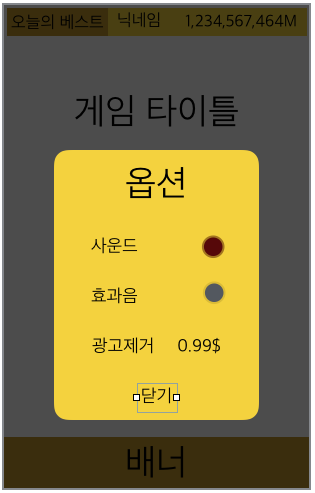 오늘의 베스트 닉네임 1,234,567,464M
게임 타이틀
옵션
사운드
효과음
광고제거 0.99$
닫기
배너